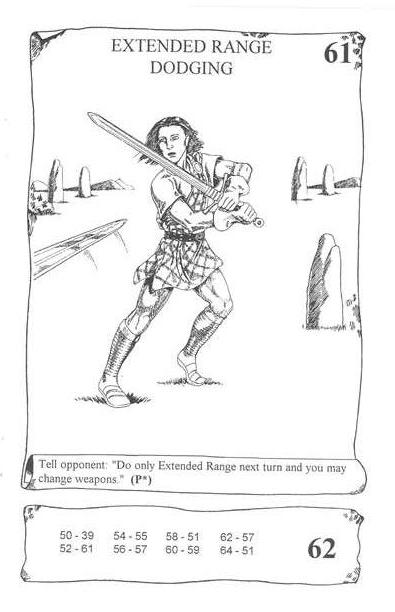 EXTENDED RANGE
DODGING
61
Tell opponent: "Do only Extended Range next turn and you may
change weapons." (P*)
50 - 39 54 - 55 58 - 51 62 - 57
52 - 61 56 - 57 60 - 59 64 - 51
62